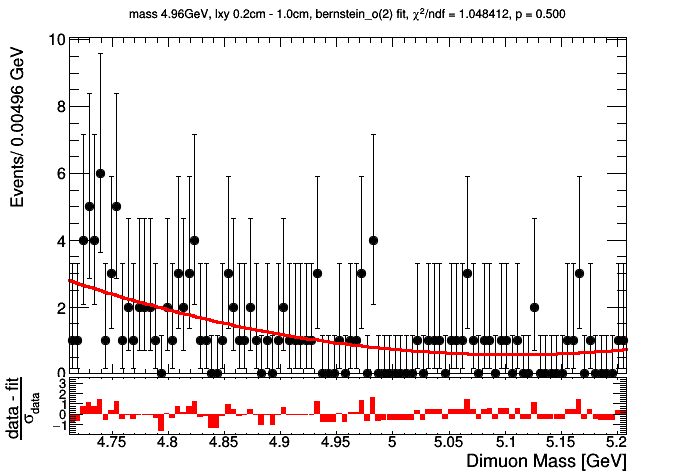 mass 4.96GeV, lxy 0.2cm - 1.0cm, bernstein_o(2) fit, χ²/ndf = 1.048412, p = 0.500
Events/ 0.00496 GeV
10
8
6
4
2
0
data - fit
σdata
3
2
1
0
−1
4.75 4.8 4.85 4.9 4.95 5 5.05 5.1 5.15 5.2
Dimuon Mass [GeV]